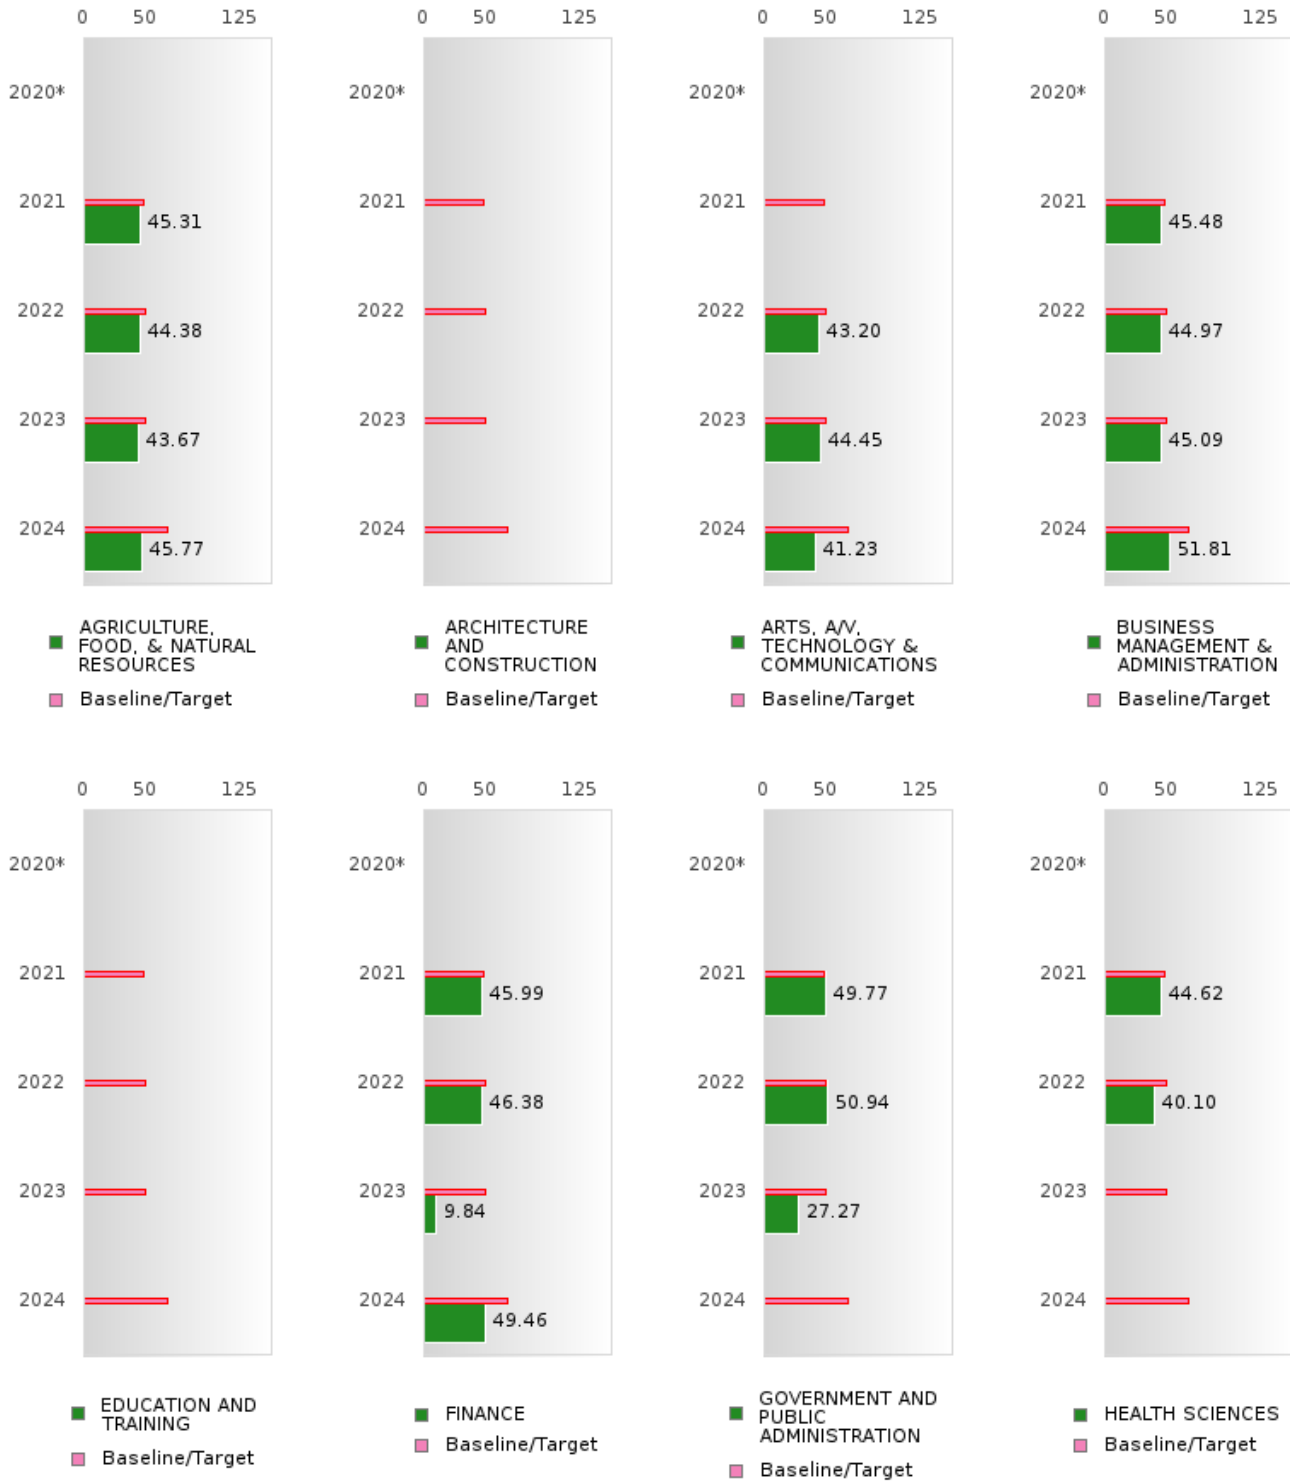 0 50 125 0 50 125 0 50 125 0 50 125
2020* 2020* 2020* 2020*
2021 45.31 2021 2021 2021 45.48
2022 44.38 2022 2022 43.20 2022 44.97
2023 43.67 2023 2023 44.45 2023 45.09
2024 45.77 2024 2024 41.23 2024 51.81
AGRICULTURE,
FOOD, & NATURAL
RESOURCES
Baseline/Target
ARCHITECTURE
AND
CONSTRUCTION
Baseline/Target
ARTS, A/V,
TECHNOLOGY &
COMMUNICATIONS
Baseline/Target
BUSINESS
MANAGEMENT &
ADMINISTRATION
Baseline/Target
0 50 125 0 50 125 0 50 125 0 50 125
2020* 2020* 2020* 2020*
2021 2021 45.99 2021 49.77 2021 44.62
2022 2022 46.38 2022 50.94 2022 40.10
2023 2023 9.84 2023 27.27 2023
2024 2024 49.46 2024 2024
EDUCATION AND
TRAINING
Baseline/Target
FINANCE
Baseline/Target
GOVERNMENT AND
PUBLIC
ADMINISTRATION
Baseline/Target
HEALTH SCIENCES
Baseline/Target